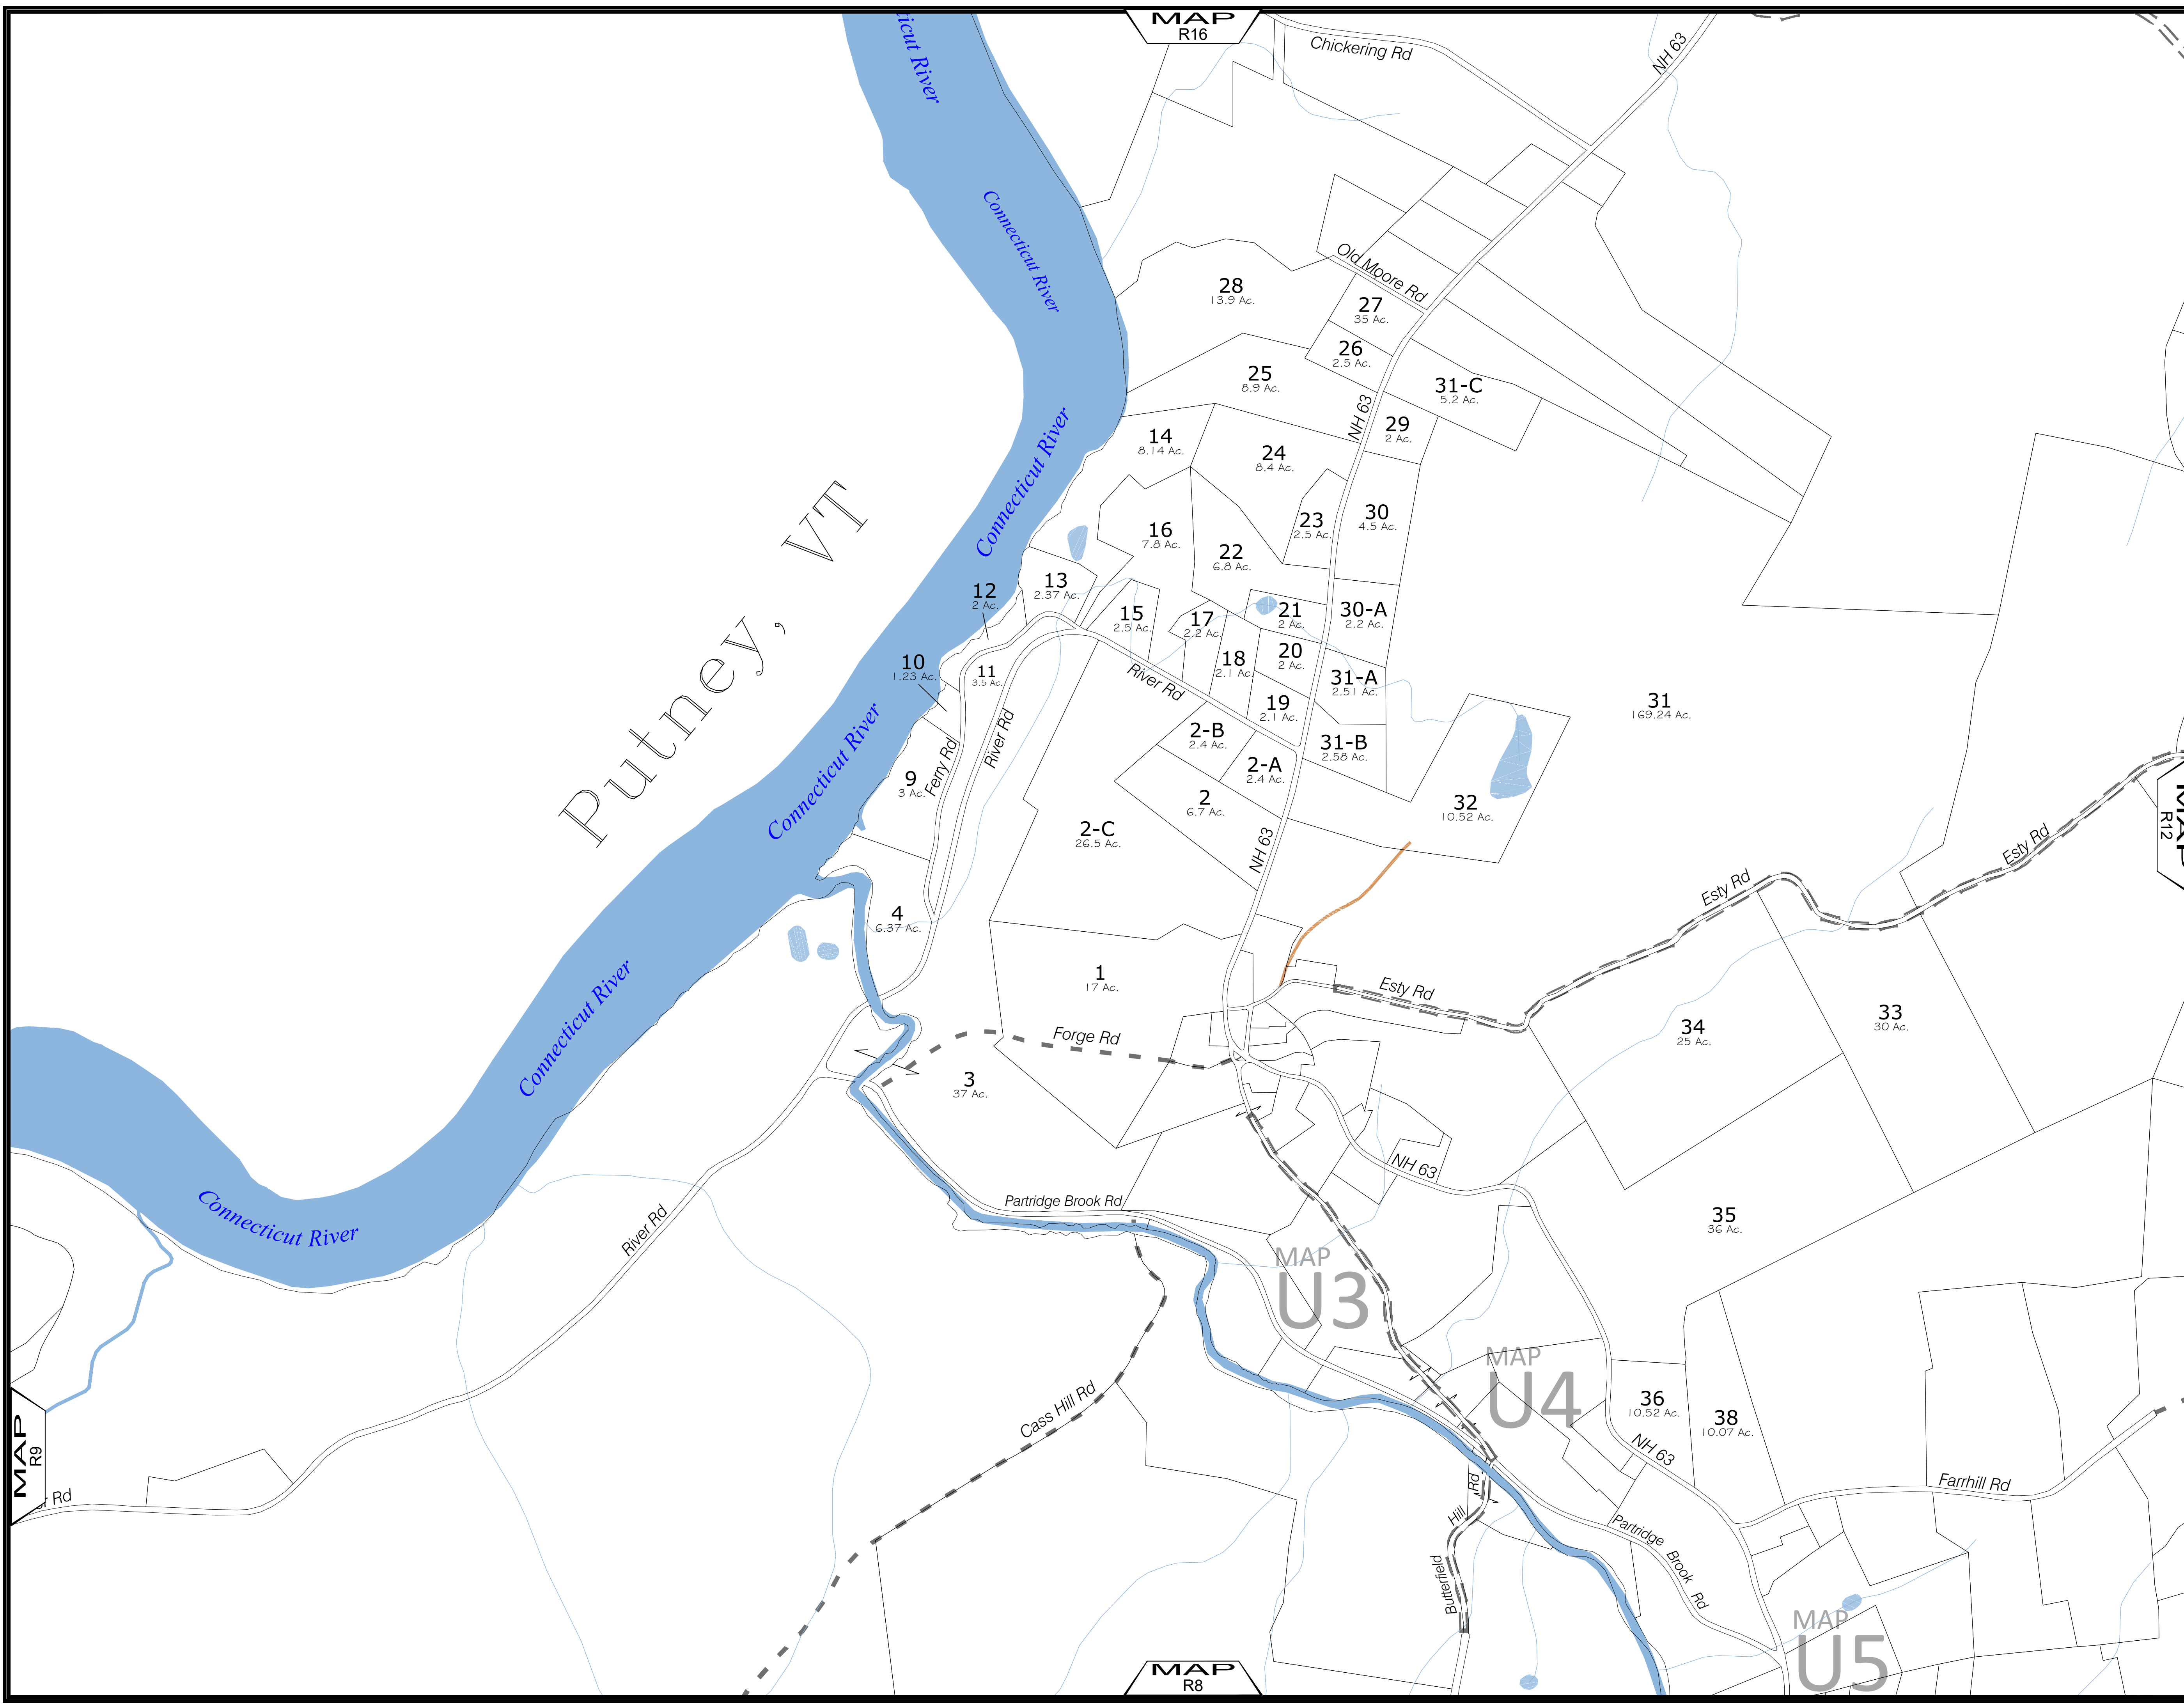 MAP
R16
Connecticut River
Chickering Rd
NH 63
Connecticut River
Old Moore Rd
28
13.9 Ac.
27
35 Ac.
26
2.5 Ac.
25
8.9 Ac.
31-C
5.2 Ac.
NH 63
29
2 Ac.
14
8.14 Ac.
24
8.4 Ac.
Connecticut River
Putney, VT
23
2.5 Ac.
30
4.5 Ac.
16
7.8 Ac.
22
6.8 Ac.
13
2.37 Ac.
12
2 Ac.
15
2.5 Ac.
17
2.2 Ac.
21
2 Ac.
30-A
2.2 Ac.
20
2 Ac.
18
2.1 Ac.
10
1.23 Ac.
11
3.5 Ac.
River Rd
31-A
2.51 Ac.
19
2.1 Ac.
31
169.24 Ac.
River Rd
Ferry Rd
Connecticut River
2-B
2.4 Ac.
31-B
2.58 Ac.
2-A
2.4 Ac.
9
3 Ac.
2
6.7 Ac.
32
10.52 Ac.
MAP
R12
2-C
26.5 Ac.
NH 63
Esty Rd
Esty Rd
4
6.37 Ac.
1
17 Ac.
Esty Rd
Connecticut River
33
30 Ac.
34
25 Ac.
Forge Rd
3
37 Ac.
NH 63
Partridge Brook Rd
Connecticut River
River Rd
35
36 Ac.
MAP
U3
MAP
U4
36
10.52 Ac.
38
10.07 Ac.
Cass Hill Rd
NH 63
MAP
R9
Farrhill Rd
Rd
Hill
Butterfield
Partridge Brook Rd
MAP
U5
MAP
R8